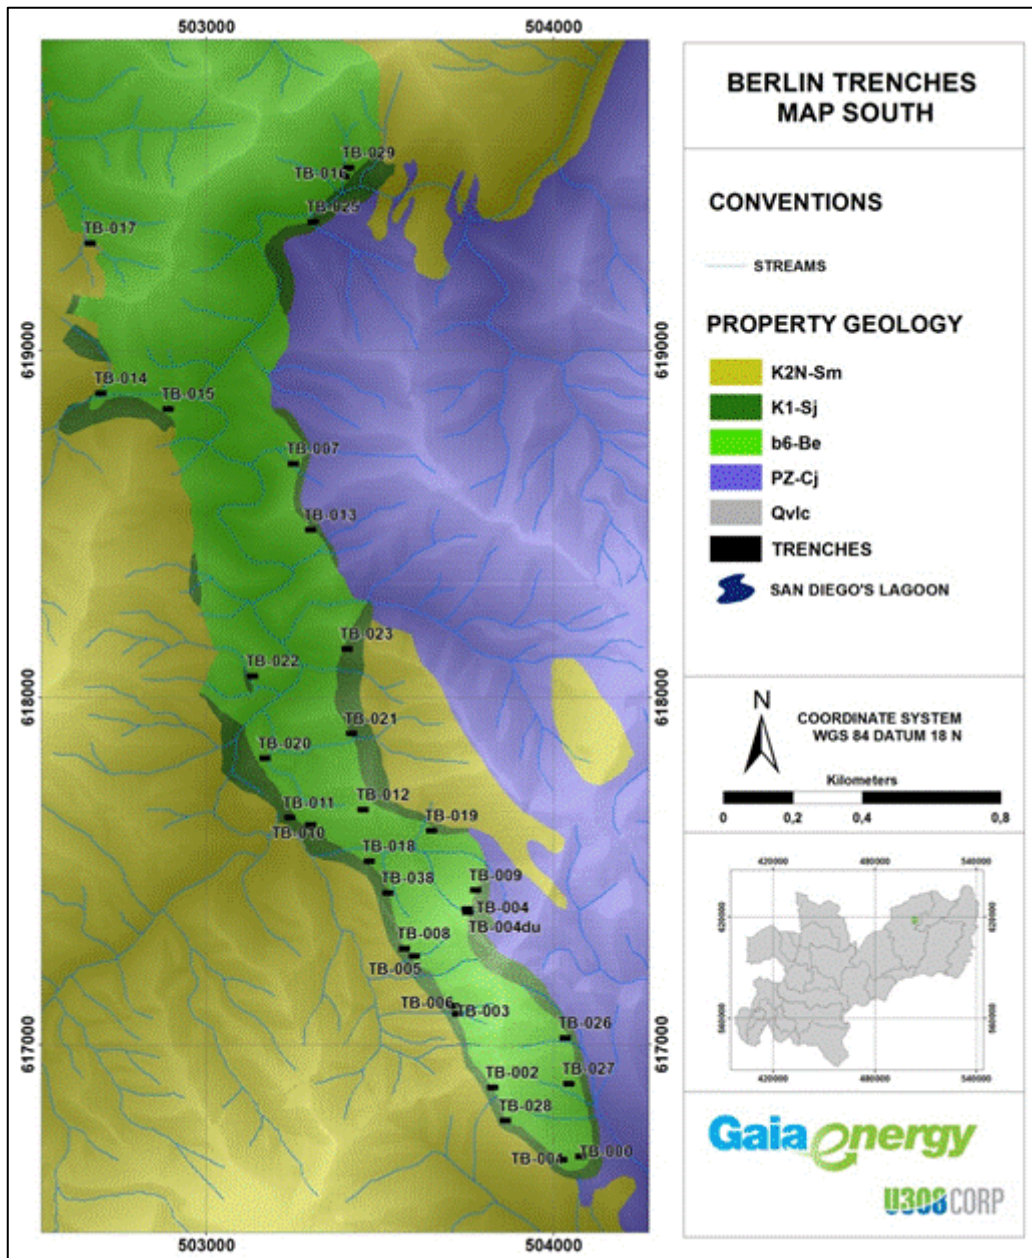 503000
504000
BERLIN TRENCHES
MAP SOUTH
CONVENTIONS
STREAMS
PROPERTY GEOLOGY
K2N-Sm
K1-Sj
b6-Be
PZ-Cj
Qvlc
TRENCHES
SAN DIEGO'S LAGOON
N
COORDINATE SYSTEM
WGS 84 DATUM 18 N
Kilometers
0
0,2
0,4
0,8
420000
480000
540000
620000
620000
560000
560000
420000
480000
540000
Gaia energy
U308 CORP
619000
619000
618000
618000
617000
617000
TB-029
TB-016
TB-025
TB-017
TB-014
TB-015
TB-007
TB-013
TB-023
TB-022
TB-021
TB-020
TB-012
TB-011
TB-010
TB-019
TB-018
TB-038
TB-009
TB-004
TB-004du
TB-008
TB-005
TB-006
TB-003
TB-026
TB-027
TB-002
TB-028
TB-000
503000
504000